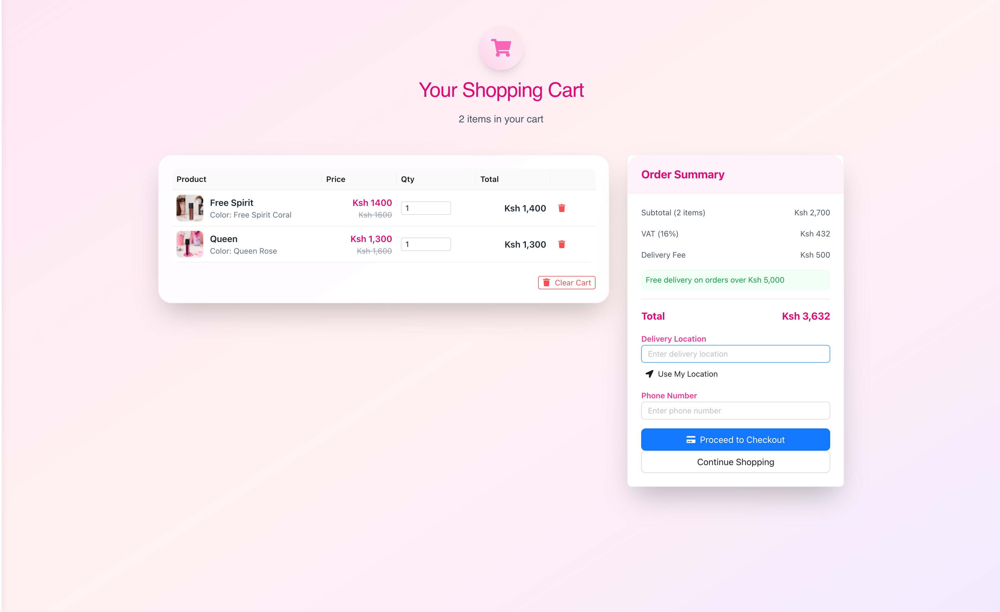 Your Shopping Cart
2 items in your cart
Product Price Qty Total
Free Spirit Ksh 1400 1 Ksh 1,400
Color: Free Spirit Coral Ksh 1600
Queen Ksh 1,300 1 Ksh 1,300
Color: Queen Rose Ksh 1,600
Clear Cart
Order Summary
Subtotal (2 items) Ksh 2,700
VAT (16%) Ksh 432
Delivery Fee Ksh 500
Free delivery on orders over Ksh 5,000
Total Ksh 3,632
Delivery Location
Enter delivery location
Use My Location
Phone Number
Enter phone number
Proceed to Checkout
Continue Shopping